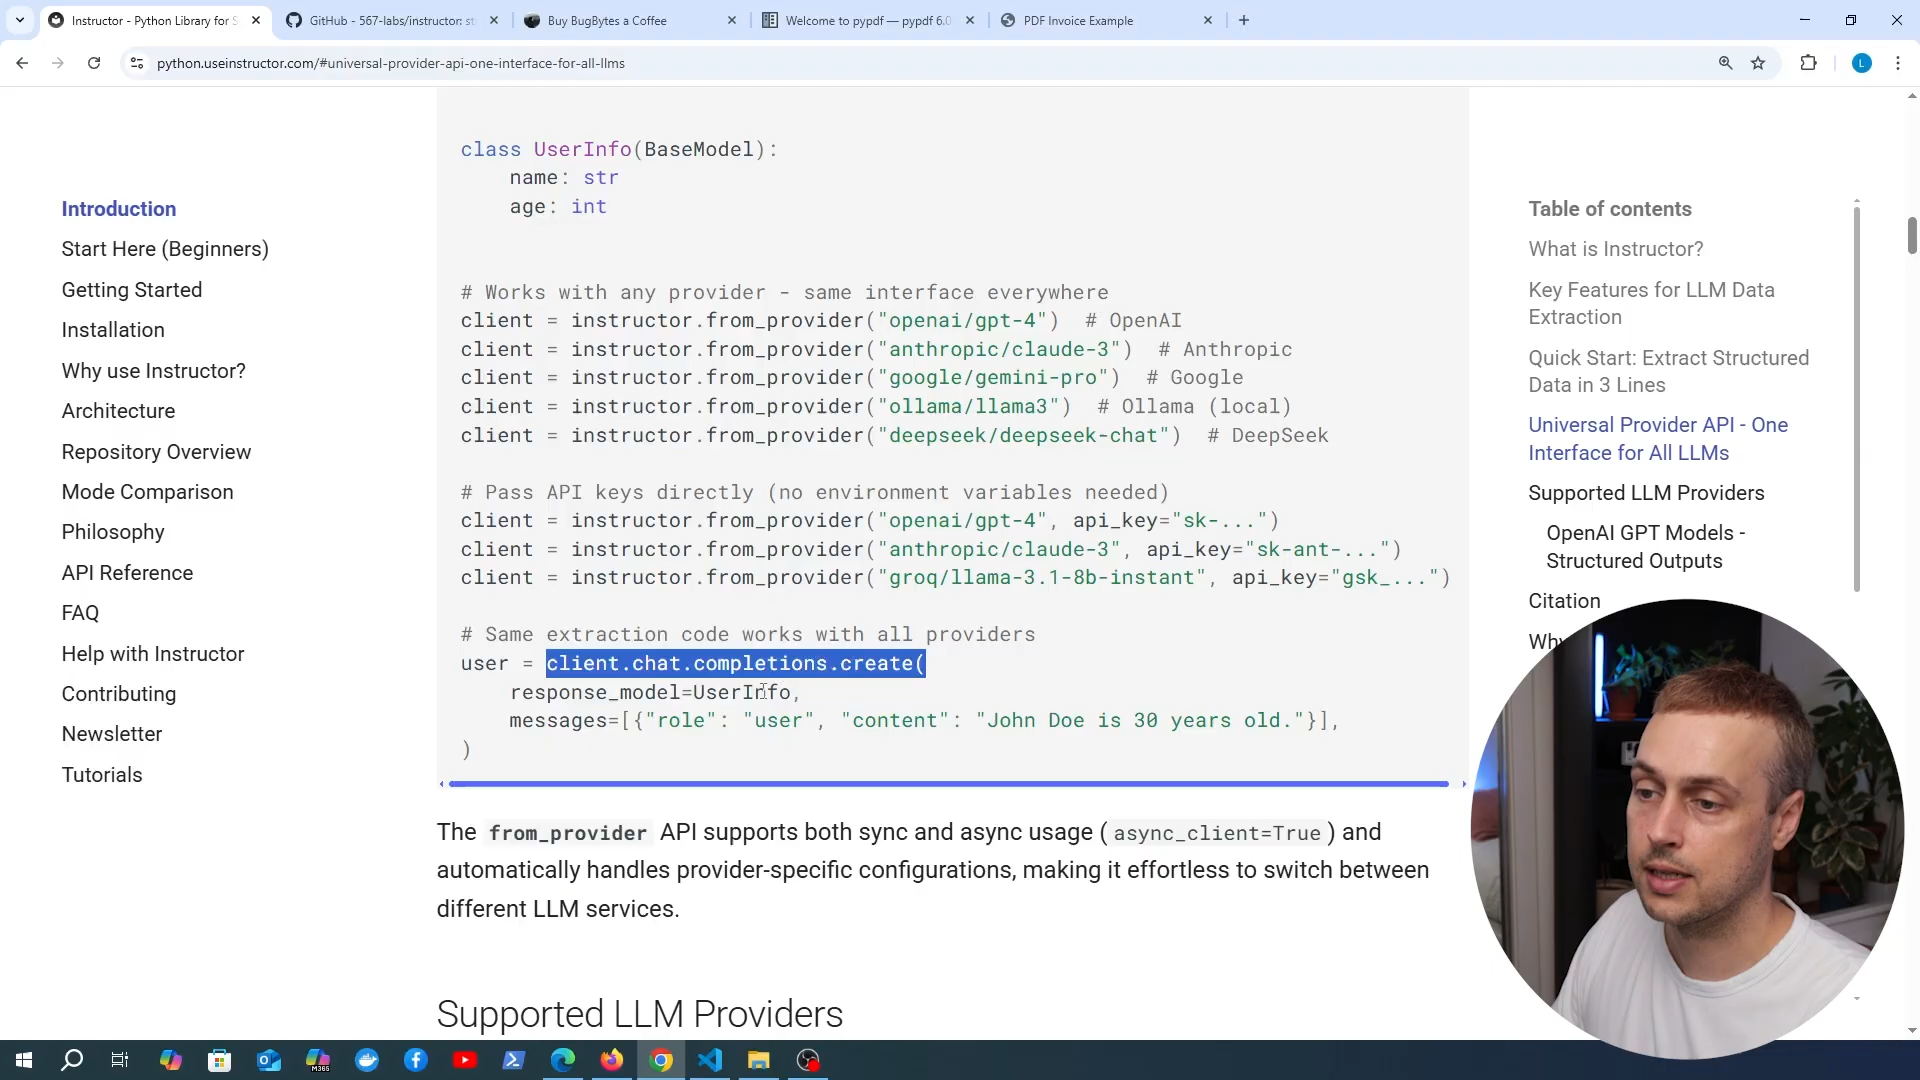 Instructor - Python Library for S
GitHub - 567-labs/instructor: st
Buy BugBytes a Coffee
Welcome to pypdf — pypdf 6.0
PDF Invoice Example
python.useinstructor.com/#universal-provider-api-one-interface-for-all-llms
L
Introduction
Start Here (Beginners)
Getting Started
Installation
Why use Instructor?
Architecture
Repository Overview
Mode Comparison
Philosophy
API Reference
FAQ
Help with Instructor
Contributing
Newsletter
Tutorials
class UserInfo(BaseModel):
name: str
age: int
# Works with any provider - same interface everywhere
client = instructor.from_provider("openai/gpt-4")  # OpenAI
client = instructor.from_provider("anthropic/claude-3")  # Anthropic
client = instructor.from_provider("google/gemini-pro")  # Google
client = instructor.from_provider("ollama/llama3")  # Ollama (local)
client = instructor.from_provider("deepseek/deepseek-chat")  # DeepSeek
# Pass API keys directly (no environment variables needed)
client = instructor.from_provider("openai/gpt-4", api_key="sk-...")
client = instructor.from_provider("anthropic/claude-3", api_key="sk-ant-...")
client = instructor.from_provider("groq/llama-3.1-8b-instant", api_key="gsk_...")
# Same extraction code works with all providers
user = client.chat.completions.create(
response_model=UserInfo,
messages=[{"role": "user", "content": "John Doe is 30 years old."}],
)
The from_provider API supports both sync and async usage (async_client=True) and
automatically handles provider-specific configurations, making it effortless to switch between
different LLM services.
Supported LLM Providers
Table of contents
What is Instructor?
Key Features for LLM Data
Extraction
Quick Start: Extract Structured
Data in 3 Lines
Universal Provider API - One
Interface for All LLMs
Supported LLM Providers
OpenAI GPT Models -
Structured Outputs
Citation
Why
M365